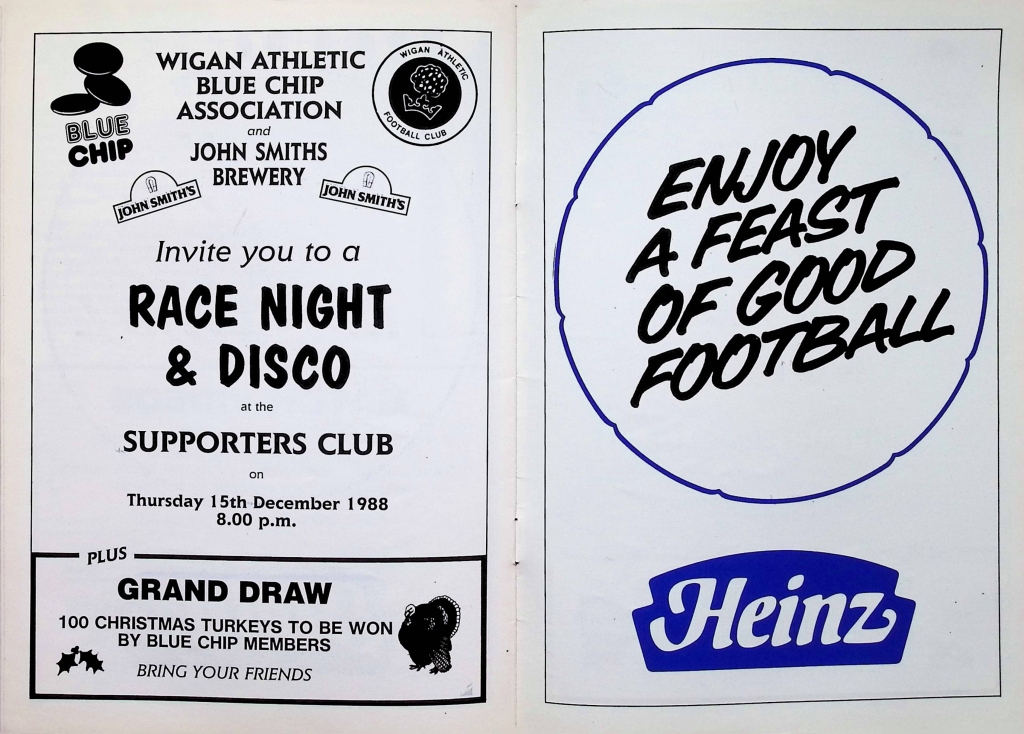 BLUE
CHIP
WIGAN ATHLETIC
BLUE CHIP
ASSOCIATION
and
JOHN SMITHS
BREWERY
WIGAN ATHLETIC
FOOTBALL CLUB
JOHN SMITH'S
JOHN SMITH'S
Invite you to a
RACE NIGHT
& DISCO
at the
SUPPORTERS CLUB
on
Thursday 15th December 1988
8.00 p.m.
PLUS
GRAND DRAW
100 CHRISTMAS TURKEYS TO BE WON
BY BLUE CHIP MEMBERS
BRING YOUR FRIENDS
ENJOY
A FEAST
OF GOOD
FOOTBALL
Heinz